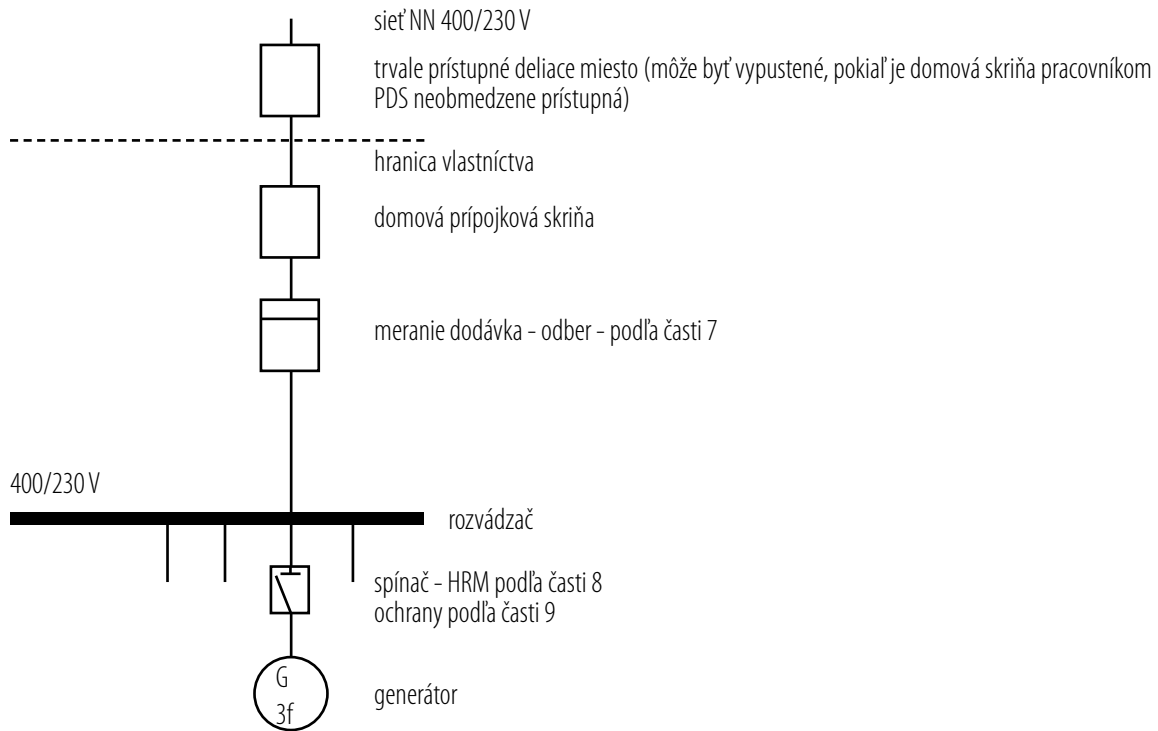 sieť NN 400/230 V
trvale prístupné deliace miesto (môže byť vypustené, pokiaľ je domová skriňa pracovníkom
PDS neobmedzene prístupná)
hranica vlastníctva
domová prípojková skriňa
meranie dodávka - odber - podľa časti 7
400/230 V
rozvádzač
spínač - HRM podľa časti 8
ochrany podľa časti 9
G
3f
generátor